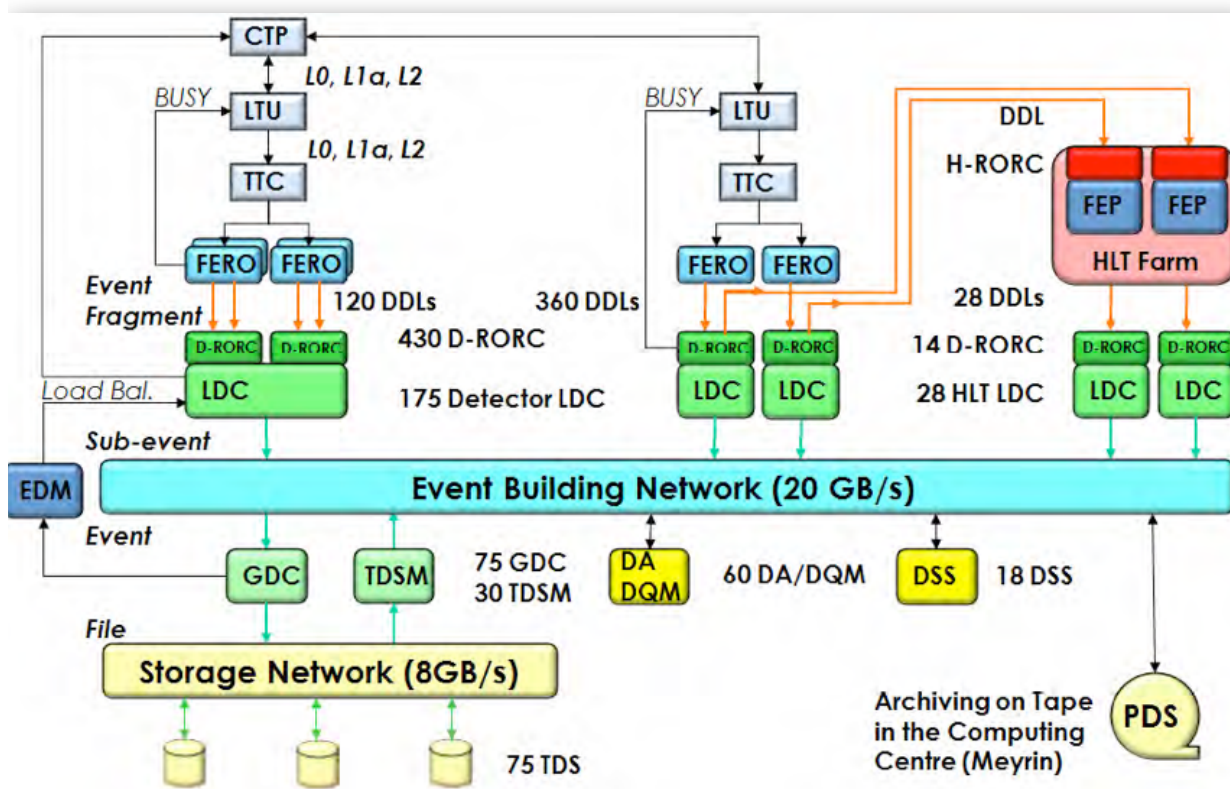 CTP
L0, L1a, L2
BUSY
LTU
BUSY
LTU
DDL
L0, L1a, L2
H-RORC
TTC
TTC
FEP
FEP
FERO
FERO
FERO
FERO
HLT Farm
Event
Fragment
120 DDLs
360 DDLs
28 DDLs
D-RORC
D-RORC
430 D-RORC
D-RORC
D-RORC
14 D-RORC
D-RORC
D-RORC
Load Bal.
LDC
175 Detector LDC
LDC
LDC
28 HLT LDC
LDC
LDC
Sub-event
EDM
Event Building Network (20 GB/s)
Event
GDC
TDSM
75 GDC
30 TDSM
DA
DQM
60 DA/DQM
DSS
18 DSS
File
Storage Network (8GB/s)
75 TDS
Archiving on Tape
in the Computing
Centre (Meyrin)
PDS